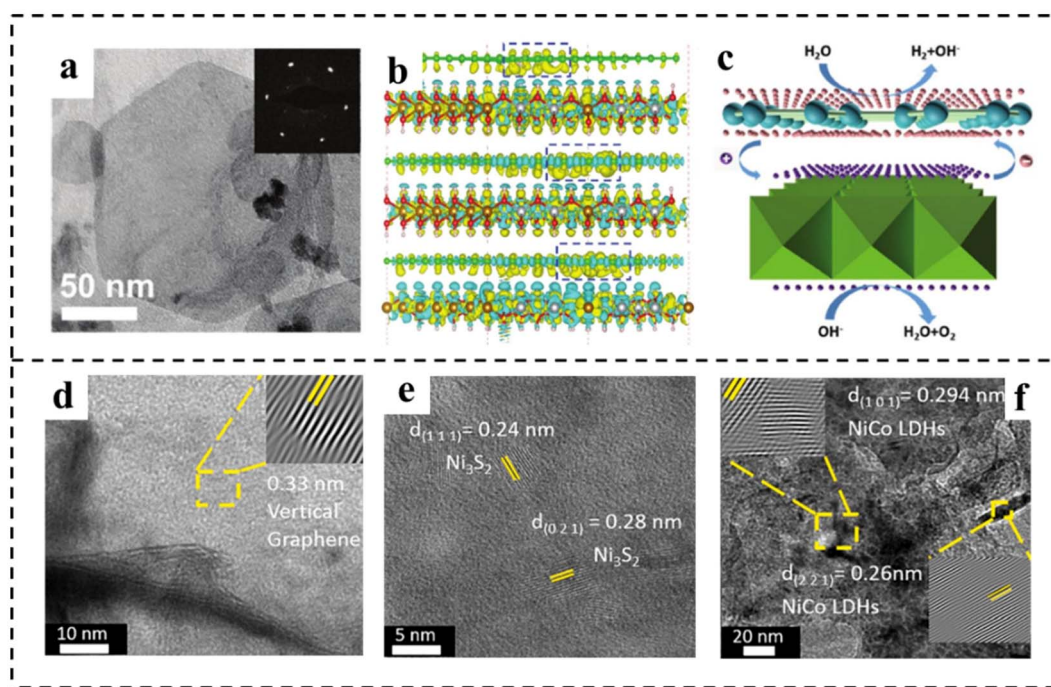 a
50 nm
b
c
H₂O
H₂+OH⁻
+
-
OH⁻
H₂O+O₂
d
0.33 nm
Vertical
Graphene
10 nm
e
d(1 1 1)= 0.24 nm
Ni₃S₂
d(0 2 1) = 0.28 nm
Ni₃S₂
5 nm
f
d(1 0 1)= 0.294 nm
NiCo LDHs
d(2 2 1)= 0.26nm
NiCo LDHs
20 nm